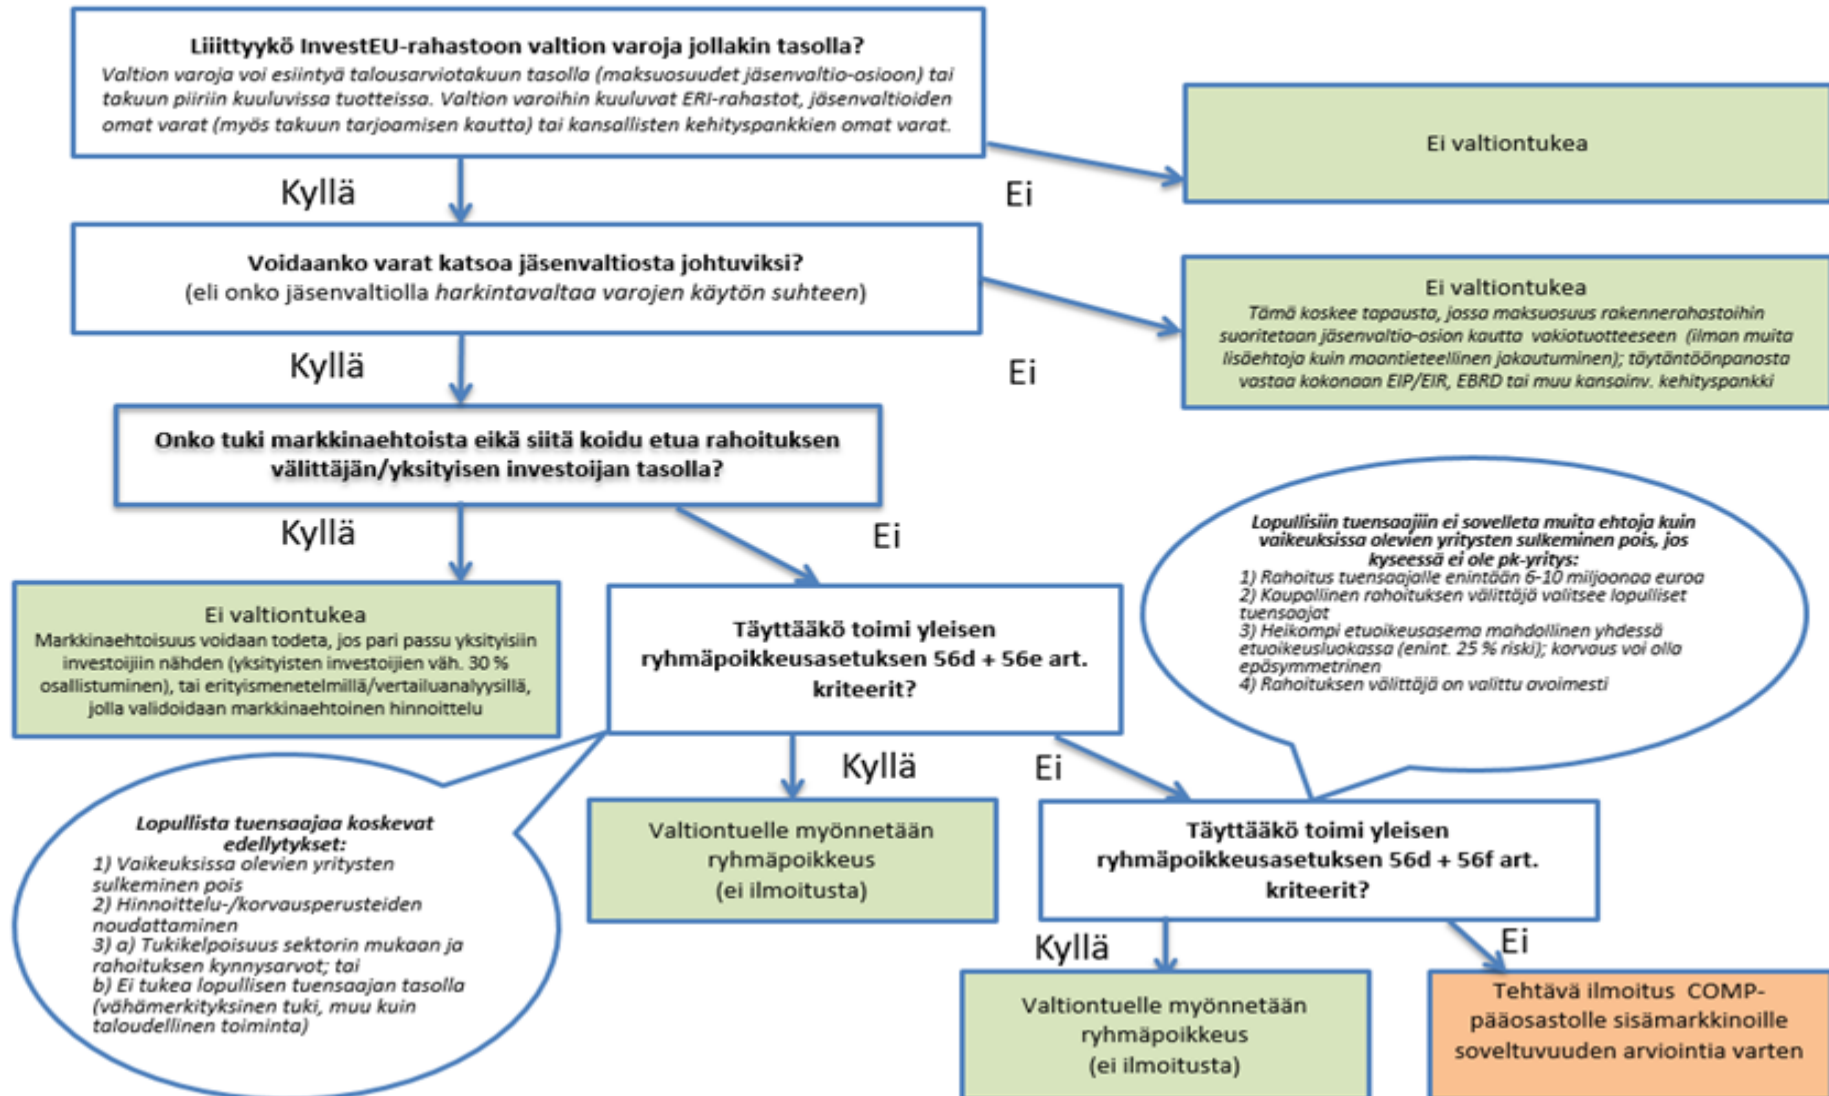 Liiittyykö InvestEU-rahastoon valtion varoja jollakin tasolla?
Valtion varoja voi esiintyä talousarviotakuun tasolla (maksuosuudet jäsenvaltio-osioon) tai
takuun piiriin kuuluvissa tuotteissa. Valtion varoihin kuuluvat ERI-rahastot, jäsenvaltioiden
omat varat (myös takuun tarjoamisen kautta) tai kansallisten kehityspankkien omat varat.
Ei valtiontukea
Kyllä
Ei
Voidaanko varat katsoa jäsenvaltiosta johtuviksi?
(eli onko jäsenvaltiolla harkintavaltaa varojen käytön suhteen)
Ei valtiontukea
Tämä koskee tapausta, jossa maksuosuus rakennerahastoihin
suoritetaan jäsenvaltio-osion kautta vakiotuotteeseen (ilman muita
lisäehtoja kuin maantieteellinen jakautuminen); täytäntöönpanosta
vastaa kokonaan EIP/EIR, EBRD tai muu kansainv. kehityspankki
Kyllä
Ei
Onko tuki markkinaehtoista eikä siitä koidu etua rahoituksen
välittäjän/yksityisen investoijan tasolla?
Kyllä
Ei
Lopullisiin tuensaajiin ei sovelleta muita ehtoja kuin
vaikeuksissa olevien yritysten sulkeminen pois, jos
kyseessä ei ole pk-yritys:
1) Rahoitus tuensaajalle enintään 6-10 miljoonaa euroa
2) Kaupallinen rahoituksen välittäjä valitsee lopulliset
tuensaajat
3) Heikompi etuoikeusasema mahdollinen yhdessä
etuoikeusluokassa (enint. 25 % riski); korvaus voi olla
epäsymmetrinen
4) Rahoituksen välittäjä on valittu avoimesti
Ei valtiontukea
Markkinaehtoisuus voidaan todeta, jos pari passu yksityisiin
investoijiin nähden (yksityisten investoijien väh. 30 %
osallistuminen), tai erityismenetelmillä/vertailuanalyysillä,
jolla validoidaan markkinaehtoinen hinnoittelu
Täyttääkö toimi yleisen
ryhmäpoikkeusasetuksen 56d + 56e art.
kriteerit?
Kyllä
Ei
Lopullista tuensaajaa koskevat
edellytykset:
1) Vaikeuksissa olevien yritysten
sulkeminen pois
2) Hinnoittelu-/korvausperusteiden
noudattaminen
3) a) Tukikelpoisuus sektorin mukaan ja
rahoituksen kynnysarvot; tai
b) Ei tukea lopullisen tuensaajan tasolla
(vähämerkityksinen tuki, muu kuin
taloudellinen toiminta)
Valtiontuelle myönnetään
ryhmäpoikkeus
(ei ilmoitusta)
Täyttääkö toimi yleisen
ryhmäpoikkeusasetuksen 56d + 56f art.
kriteerit?
Kyllä
Ei
Valtiontuelle myönnetään
ryhmäpoikkeus
(ei ilmoitusta)
Tehtävä ilmoitus COMP-
pääosastolle sisämarkkinoille
soveltuvuuden arviointia varten